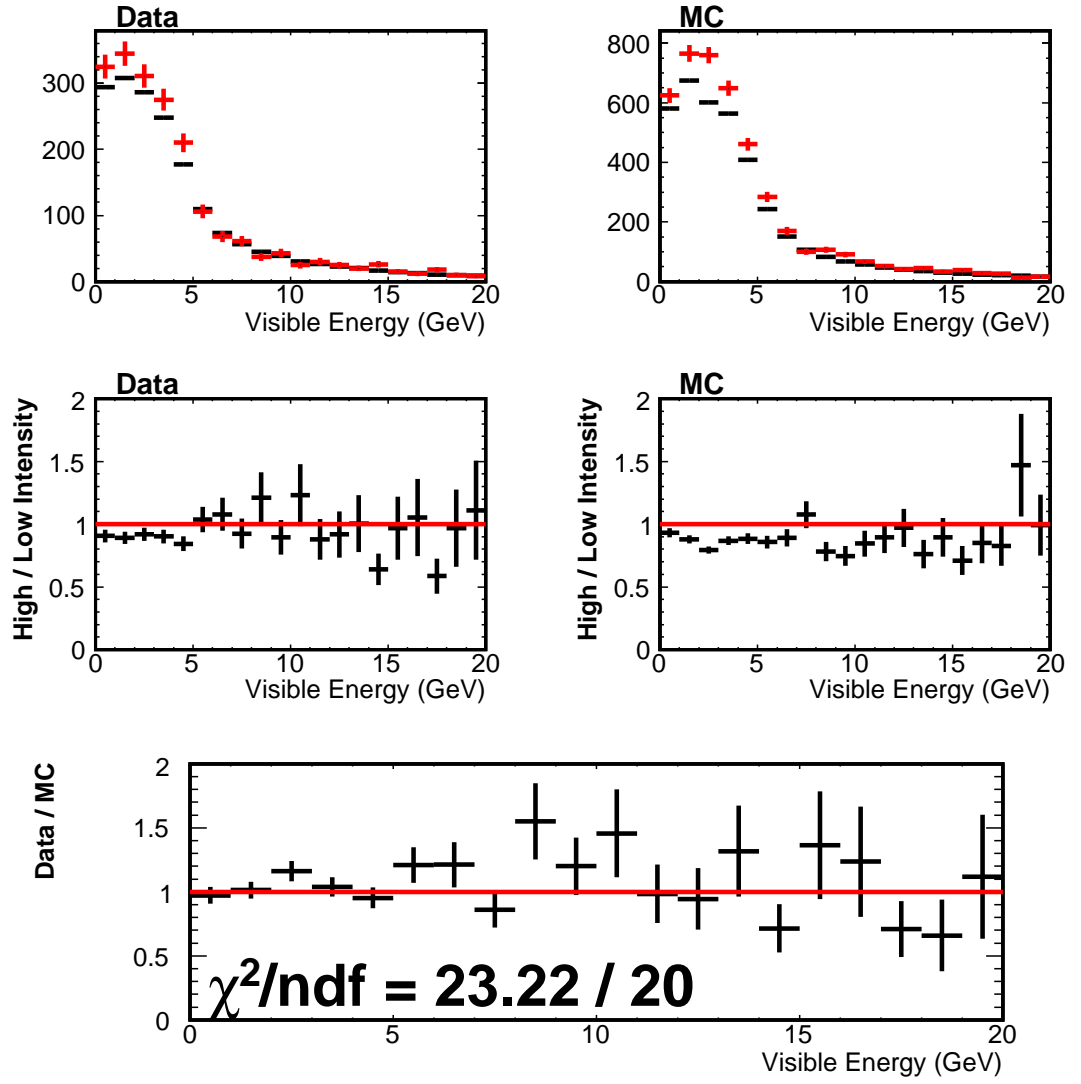 Data
MC
300
200
100
0
0 5 10 15 20
Visible Energy (GeV)
800
600
400
200
0
0 5 10 15 20
Visible Energy (GeV)
Data
MC
High / Low Intensity
2
1.5
1
0.5
0
0 5 10 15 20
Visible Energy (GeV)
High / Low Intensity
2
1.5
1
0.5
0
0 5 10 15 20
Visible Energy (GeV)
Data / MC
2
1.5
1
0.5
0
χ²/ndf = 23.22 / 20
0 5 10 15 20
Visible Energy (GeV)